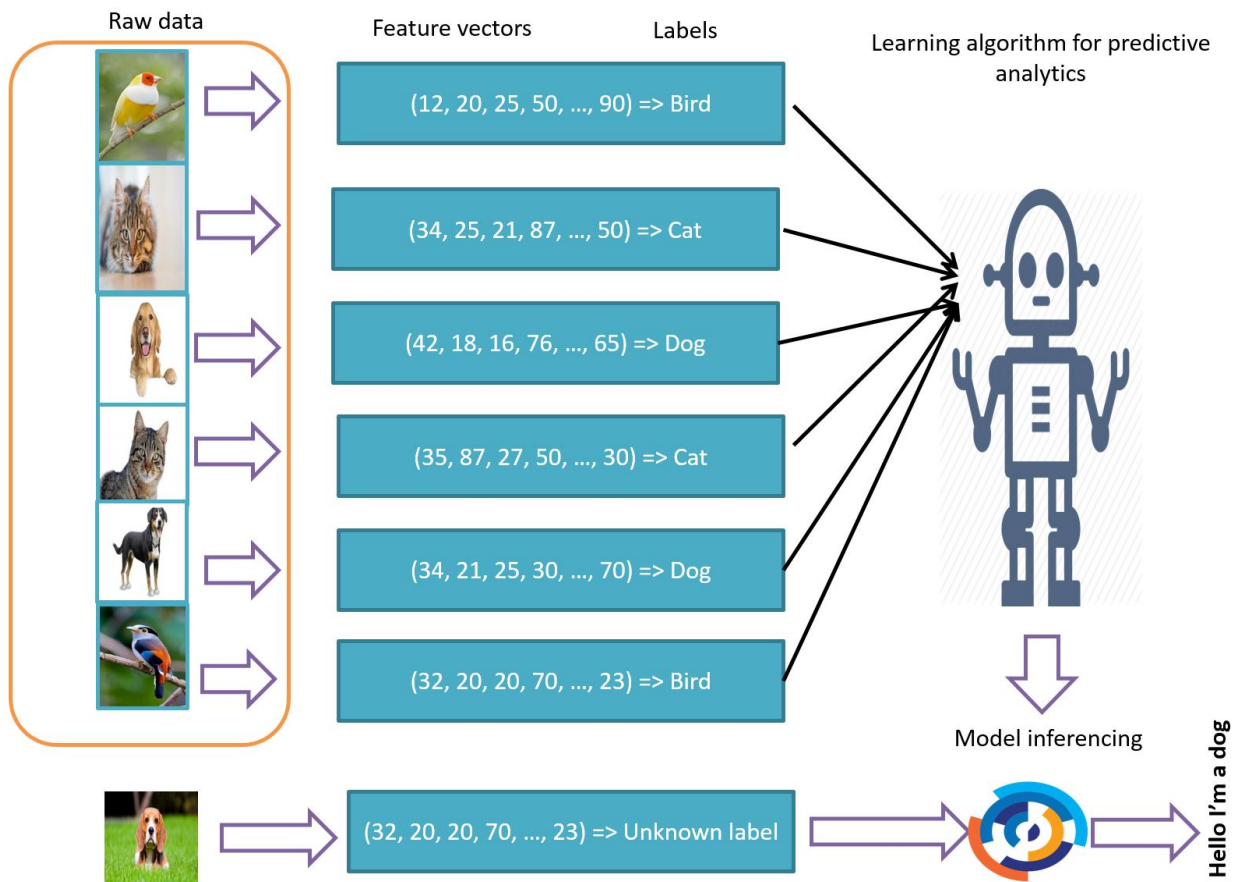 Raw data
Feature vectors
Labels
Learning algorithm for predictive
analytics
(12, 20, 25, 50, ..., 90) => Bird
(34, 25, 21, 87, ..., 50) => Cat
(42, 18, 16, 76, ..., 65) => Dog
(35, 87, 27, 50, ..., 30) => Cat
(34, 21, 25, 30, ..., 70) => Dog
(32, 20, 20, 70, ..., 23) => Bird
Model inferencing
(32, 20, 20, 70, ..., 23) => Unknown label
Hello I'm a dog